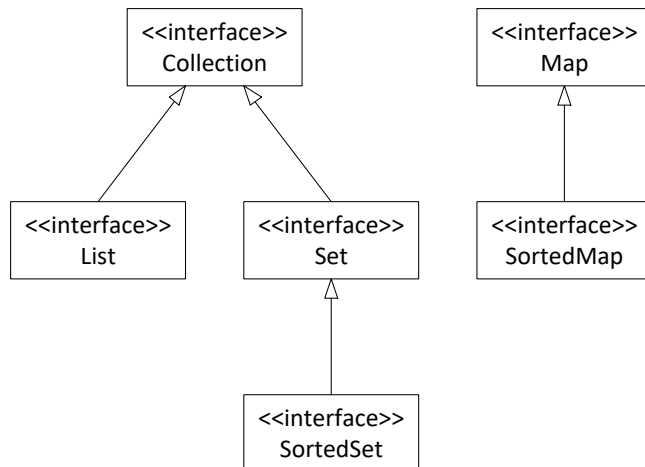 <<interface>>
Collection
<<interface>>
Map
<<interface>>
List
<<interface>>
Set
<<interface>>
SortedMap
<<interface>>
SortedSet